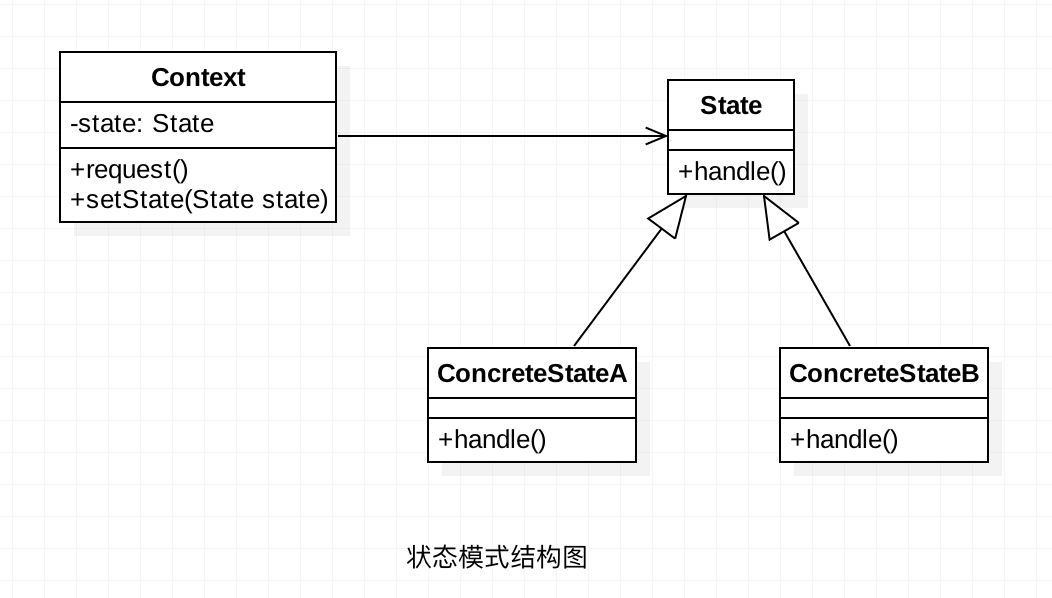 Context
-state: State
+request()
+setState(State state)
State
+handle()
ConcreteStateA
+handle()
ConcreteStateB
+handle()
状态模式结构图